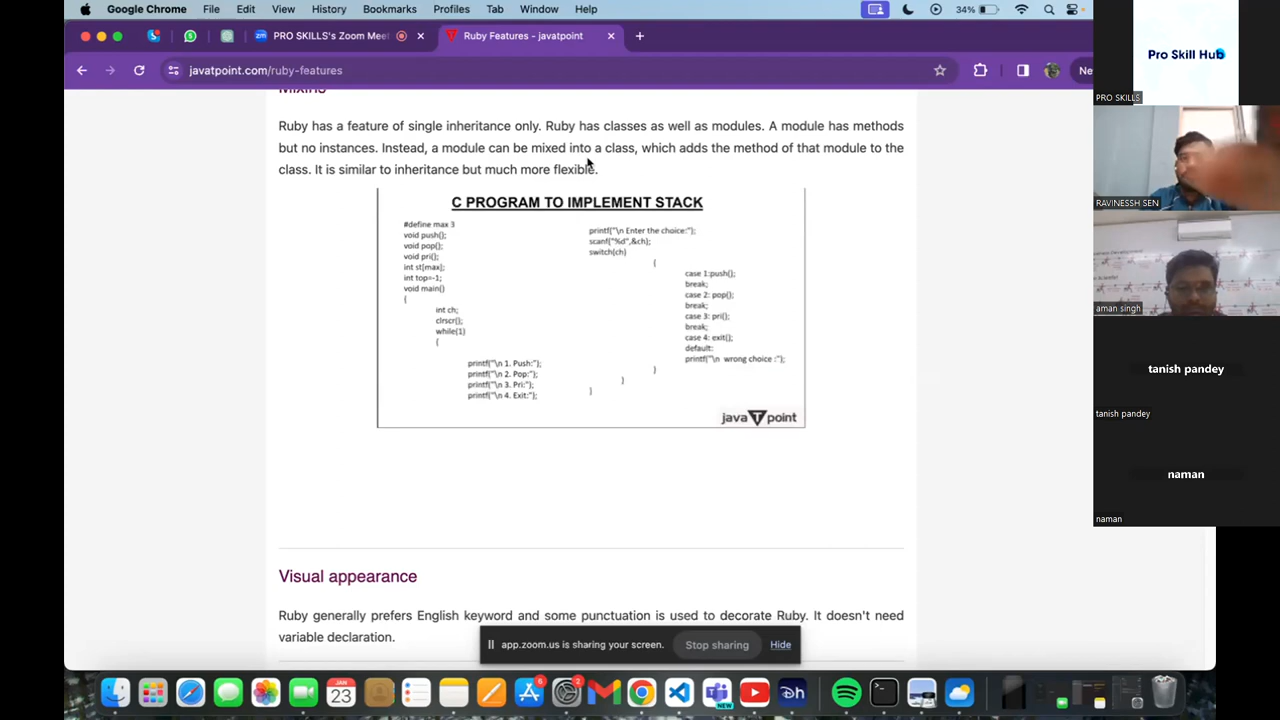 Google Chrome File Edit View History Bookmarks Profiles Tab Window Help
34%
PRO SKILLS's Zoom Meet
Ruby Features - javatpoint
javatpoint.com/ruby-features
Ne
Mixins
Ruby has a feature of single inheritance only. Ruby has classes as well as modules. A module has methods
but no instances. Instead, a module can be mixed into a class, which adds the method of that module to the
class. It is similar to inheritance but much more flexible.
C PROGRAM TO IMPLEMENT STACK
#define max 3
void push();
void pop();
void pri();
int st[max];
int top=-1;
void main()
{
int ch;
clrscr();
while(1)
{
printf("\n 1. Push:");
printf("\n 2. Pop:");
printf("\n 3. Pri:");
printf("\n 4. Exit:");
printf("\n Enter the choice:");
scanf("%d",&ch);
switch(ch)
{
case 1:push();
break;
case 2: pop();
break;
case 3: pri();
break;
case 4: exit();
default:
printf("\n wrong choice :");
}
}
}
java T point
Visual appearance
Ruby generally prefers English keyword and some punctuation is used to decorate Ruby. It doesn't need
variable declaration.
app.zoom.us is sharing your screen.
Stop sharing
Hide
Pro Skill Hub
PRO SKILLS
RAVINESSH SEN
aman singh
tanish pandey
tanish pandey
naman
naman
JAN
23
6
2
NEW